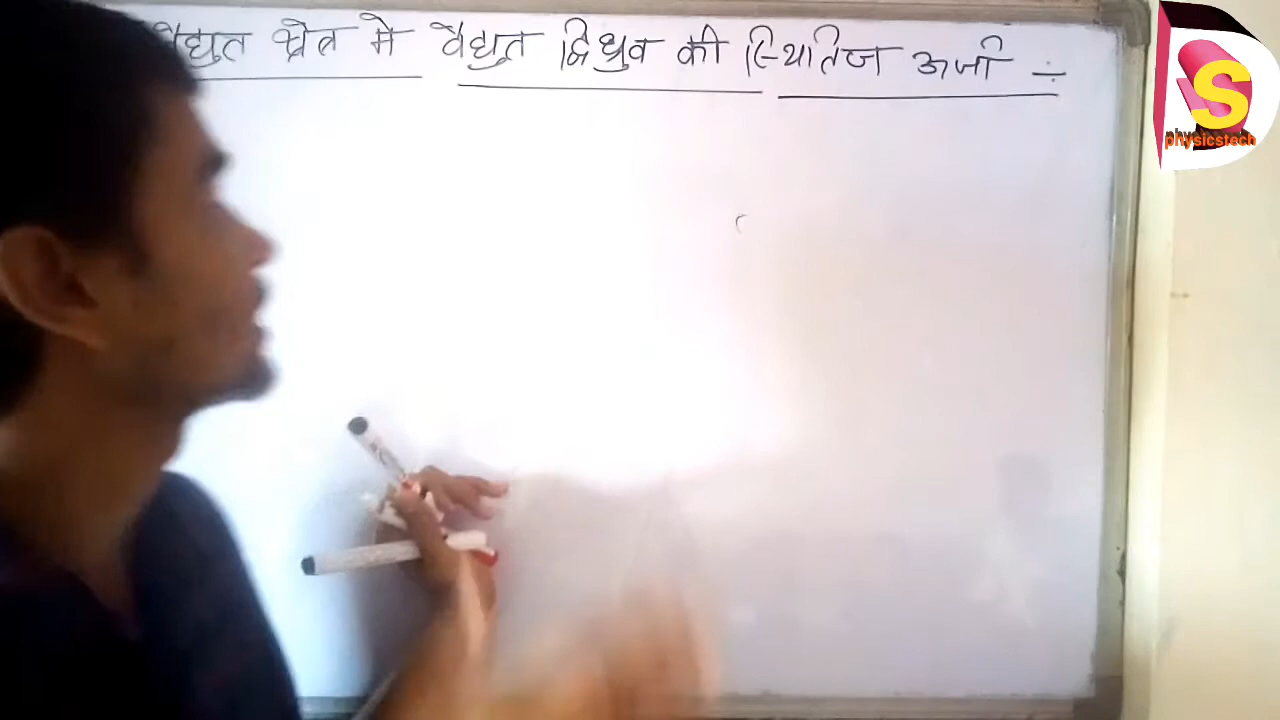 वैद्युत क्षेत्र मे वैद्युत द्विध्रुव की स्थितिज ऊर्जा ÷
S
physicstech